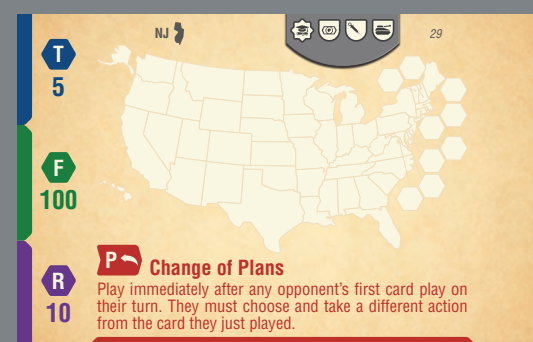 NJ
29
T
5
F
100
R
10
P
Change of Plans
Play immediately after any opponent's first card play on
their turn. They must choose and take a different action
from the card they just played.